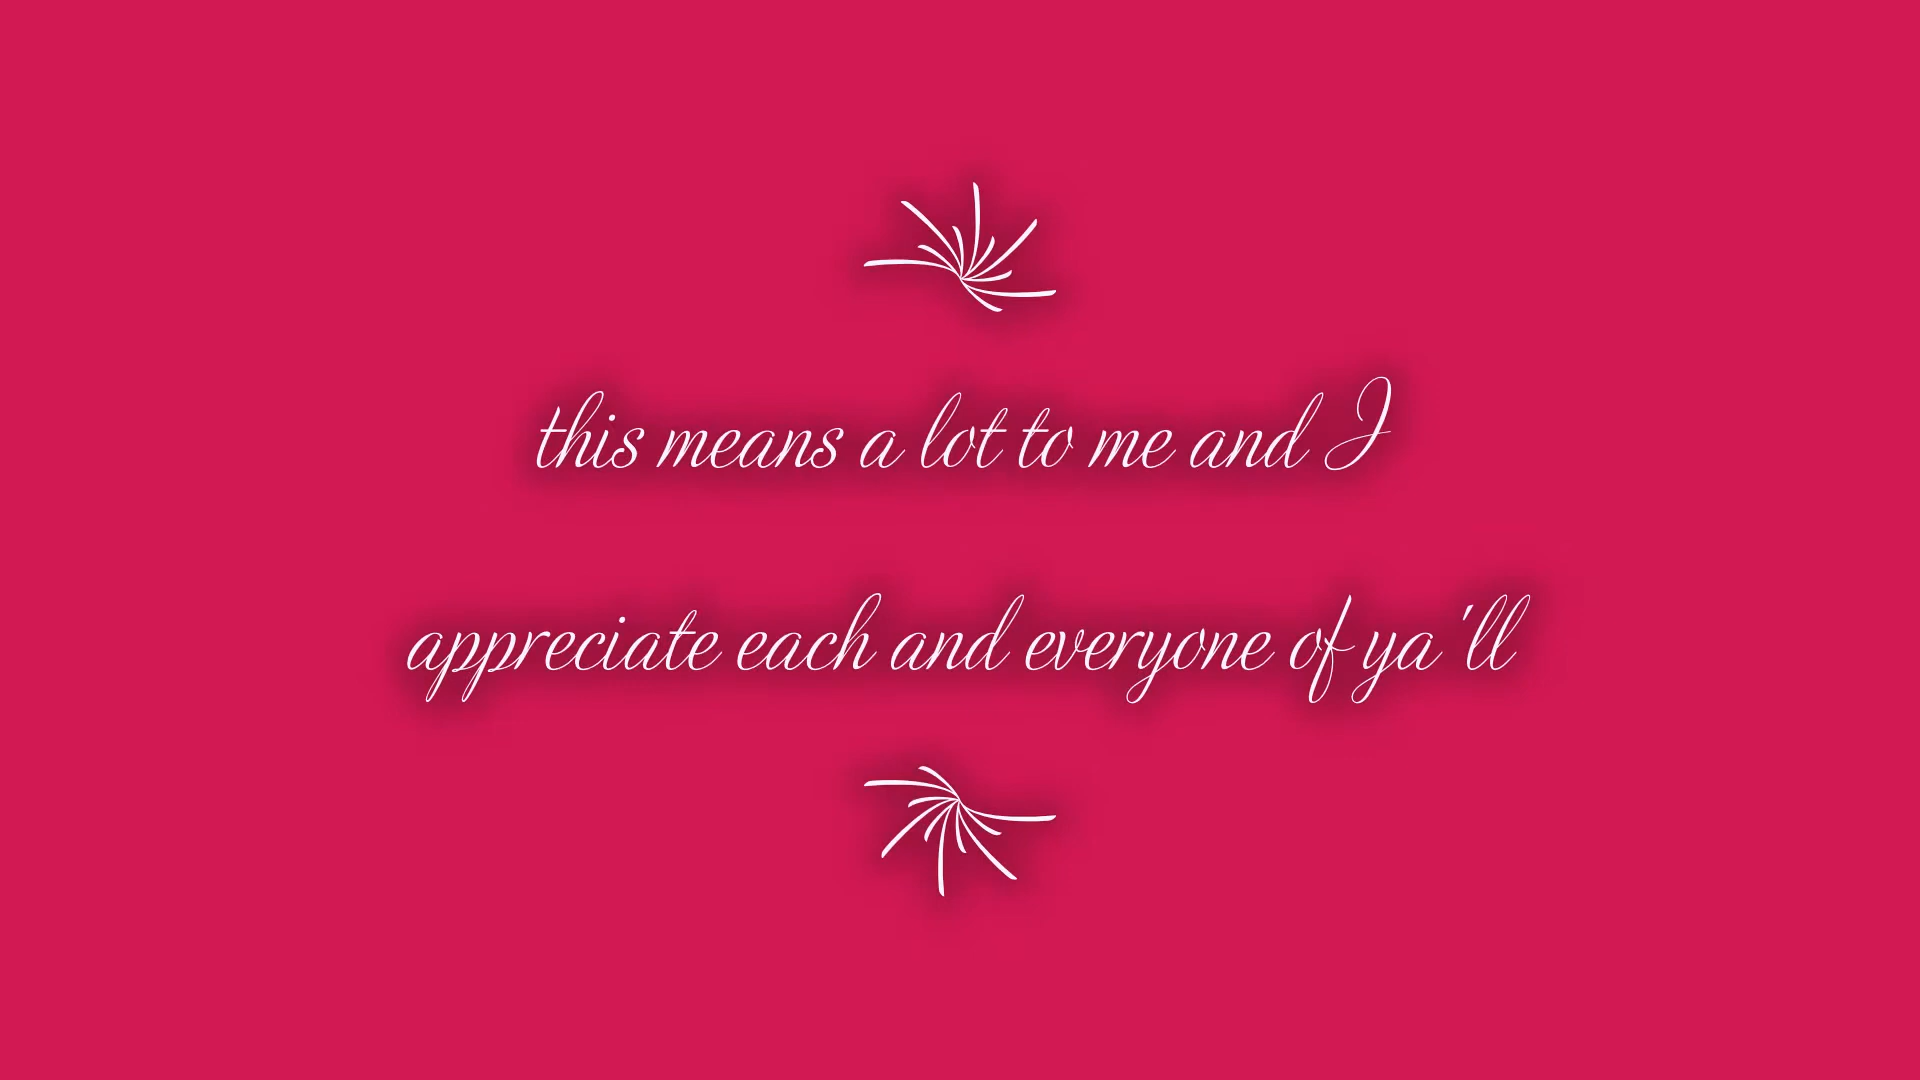 this means a lot to me and I
appreciate each and everyone of ya'll